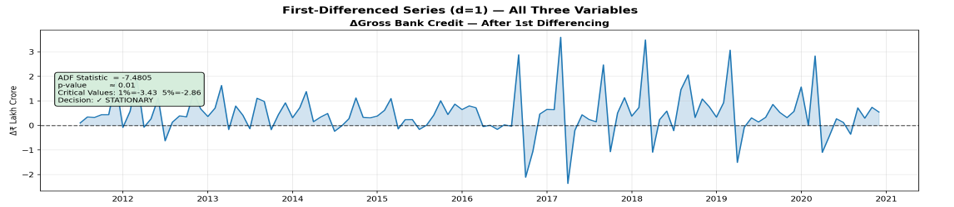 First-Differenced Series (d=1) — All Three Variables
ΔGross Bank Credit — After 1st Differencing
Δ₹ Lakh Crore
3
2
1
0
−1
−2
ADF Statistic = -7.4805
p-value ≈ 0.01
Critical Values: 1%=-3.43 5%=-2.86
Decision: ✓ STATIONARY
2012 2013 2014 2015 2016 2017 2018 2019 2020 2021